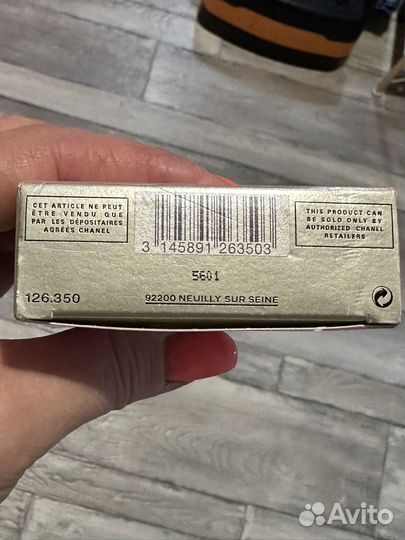 CET ARTICLE NE PEUT
ÊTRE VENDU QUE
PAR LES DÉPOSITAIRES
AGRÉÉS CHANEL
3 145891 263503
THIS PRODUCT CAN
BE SOLD ONLY BY
AUTHORIZED CHANEL
RETAILERS
5601
126.350
92200 NEUILLY SUR SEINE
Avito